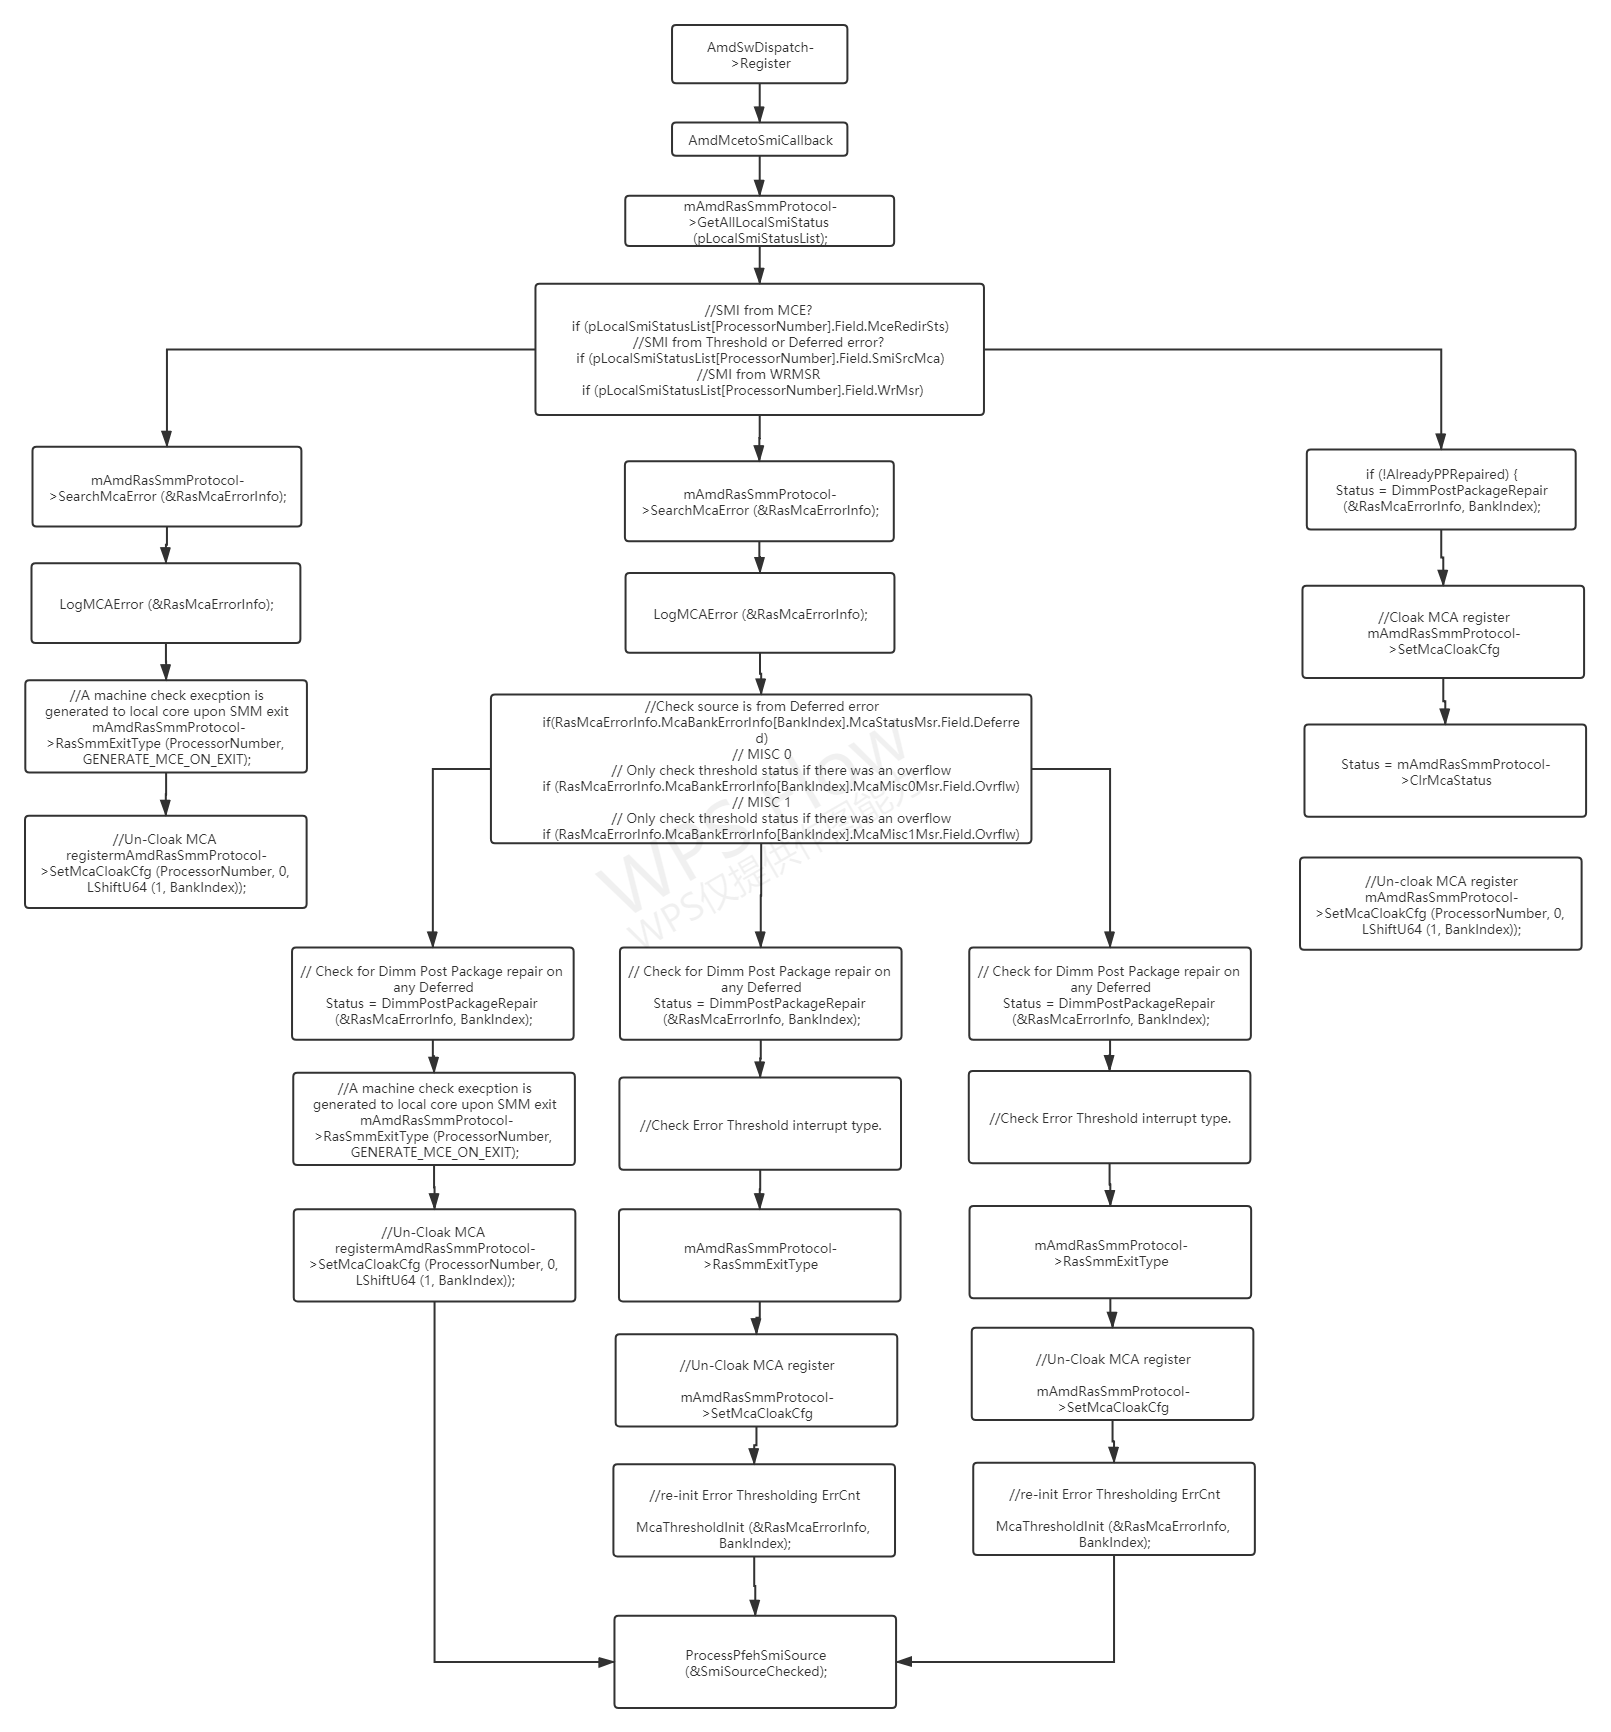 AmdSwDispatch-
>Register
AmdMcetoSmiCallback
mAmdRasSmmProtocol-
>GetAllLocalSmiStatus
(pLocalSmiStatusList);
//SMI from MCE?
if (pLocalSmiStatusList[ProcessorNumber].Field.MceRedirSts)
//SMI from Threshold or Deferred error?
if (pLocalSmiStatusList[ProcessorNumber].Field.SmiSrcMca)
//SMI from WRMSR
if (pLocalSmiStatusList[ProcessorNumber].Field.WrMsr)
mAmdRasSmmProtocol-
>SearchMcaError (&RasMcaErrorInfo);
LogMCAError (&RasMcaErrorInfo);
//A machine check execption is
generated to local core upon SMM exit
mAmdRasSmmProtocol-
>RasSmmExitType (ProcessorNumber,
GENERATE_MCE_ON_EXIT);
//Un-Cloak MCA
registermAmdRasSmmProtocol-
>SetMcaCloakCfg (ProcessorNumber, 0,
LShiftU64 (1, BankIndex));
mAmdRasSmmProtocol-
>SearchMcaError (&RasMcaErrorInfo);
LogMCAError (&RasMcaErrorInfo);
//Check source is from Deferred error
if(RasMcaErrorInfo.McaBankErrorInfo[BankIndex].McaStatusMsr.Field.Deferre
d)
// MISC 0
// Only check threshold status if there was an overflow
if (RasMcaErrorInfo.McaBankErrorInfo[BankIndex].McaMisc0Msr.Field.Ovrflw)
// MISC 1
// Only check threshold status if there was an overflow
if (RasMcaErrorInfo.McaBankErrorInfo[BankIndex].McaMisc1Msr.Field.Ovrflw)
WPS Flow
// Check for Dimm Post Package repair on
any Deferred
Status = DimmPostPackageRepair
(&RasMcaErrorInfo, BankIndex);
//A machine check execption is
generated to local core upon SMM exit
mAmdRasSmmProtocol-
>RasSmmExitType (ProcessorNumber,
GENERATE_MCE_ON_EXIT);
//Un-Cloak MCA
registermAmdRasSmmProtocol-
>SetMcaCloakCfg (ProcessorNumber, 0,
LShiftU64 (1, BankIndex));
// Check for Dimm Post Package repair on
any Deferred
Status = DimmPostPackageRepair
(&RasMcaErrorInfo, BankIndex);
//Check Error Threshold interrupt type.
mAmdRasSmmProtocol-
>RasSmmExitType
//Un-Cloak MCA register
mAmdRasSmmProtocol-
>SetMcaCloakCfg
//re-init Error Thresholding ErrCnt
McaThresholdInit (&RasMcaErrorInfo,
BankIndex);
// Check for Dimm Post Package repair on
any Deferred
Status = DimmPostPackageRepair
(&RasMcaErrorInfo, BankIndex);
//Check Error Threshold interrupt type.
mAmdRasSmmProtocol-
>RasSmmExitType
//Un-Cloak MCA register
mAmdRasSmmProtocol-
>SetMcaCloakCfg
//re-init Error Thresholding ErrCnt
McaThresholdInit (&RasMcaErrorInfo,
BankIndex);
ProcessPfehSmiSource
(&SmiSourceChecked);
if (!AlreadyPPRepaired) {
Status = DimmPostPackageRepair
(&RasMcaErrorInfo, BankIndex);
//Cloak MCA register
mAmdRasSmmProtocol-
>SetMcaCloakCfg
Status = mAmdRasSmmProtocol-
>ClrMcaStatus
//Un-cloak MCA register
mAmdRasSmmProtocol-
>SetMcaCloakCfg (ProcessorNumber, 0,
LShiftU64 (1, BankIndex));